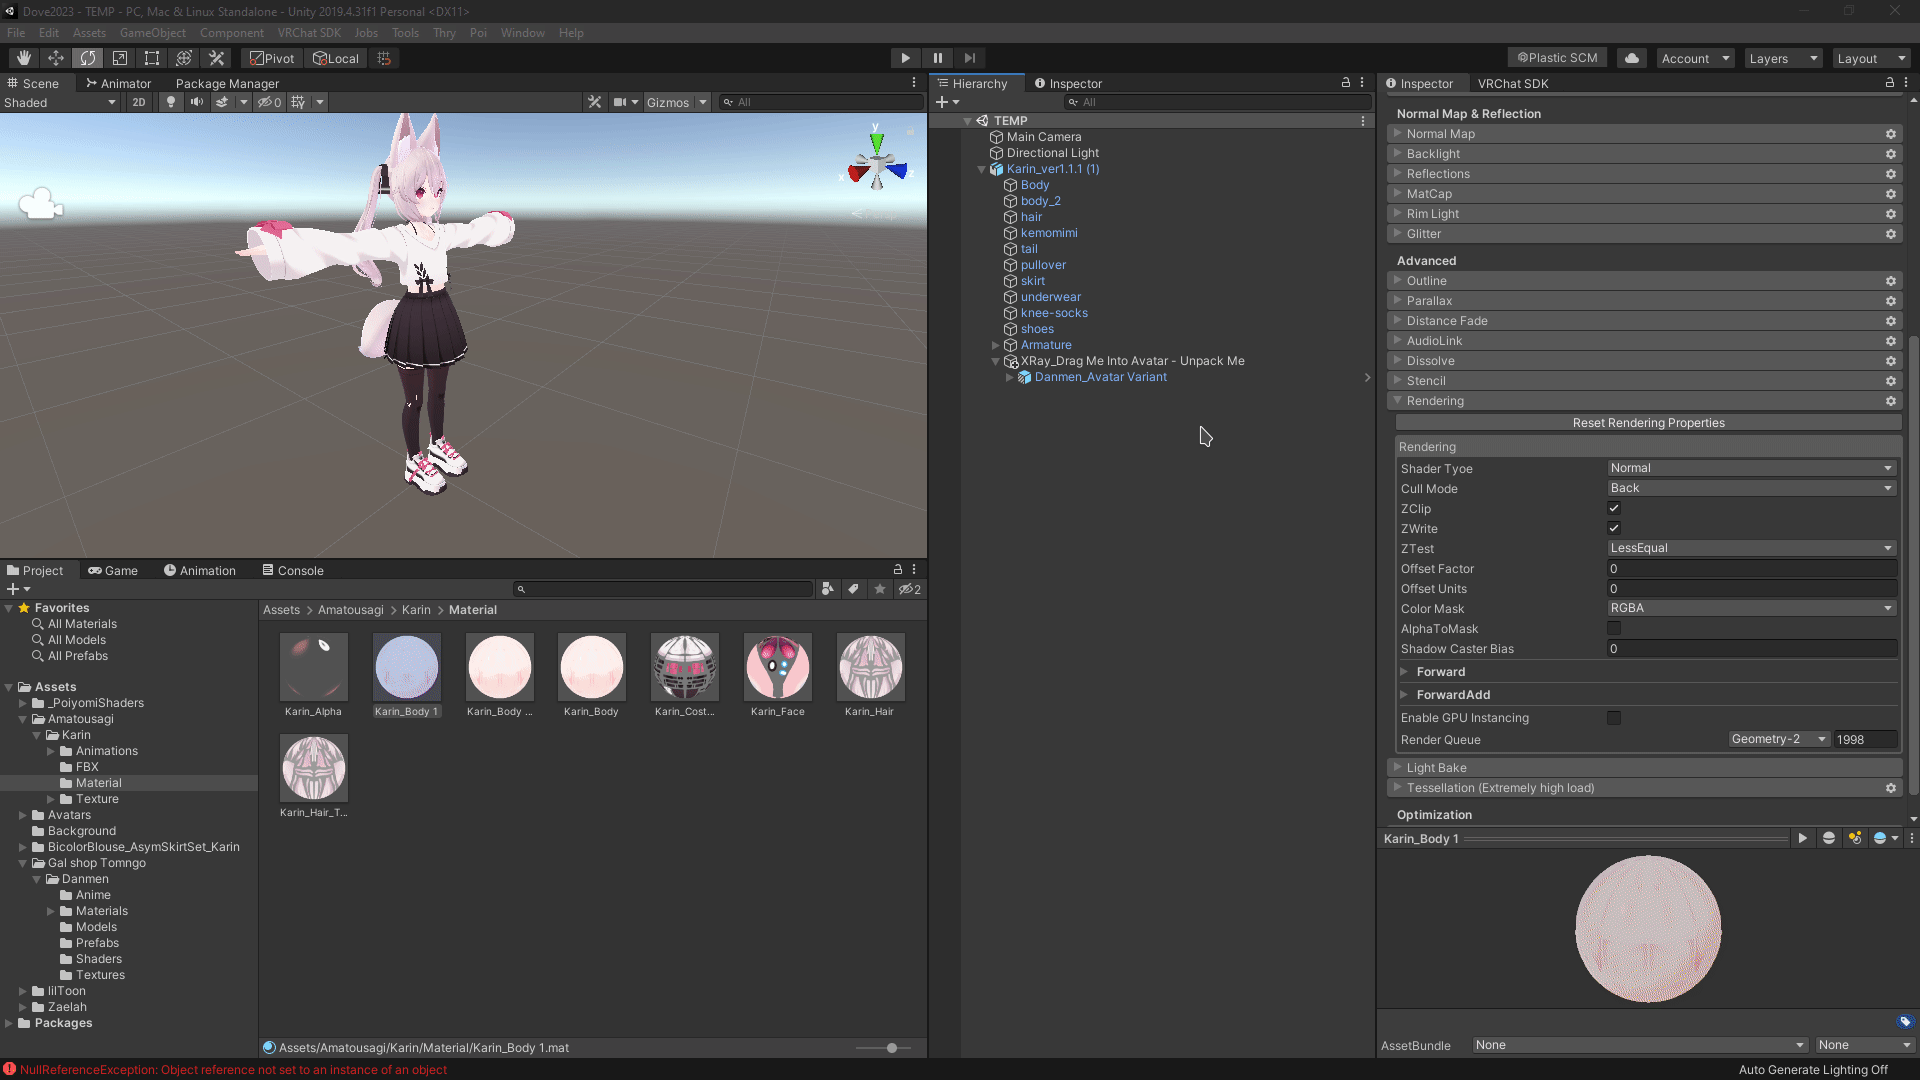 Dove2023 - TEMP - PC, Mac & Linux Standalone - Unity 2019.4.31f1 Personal <DX11>
File Edit Assets GameObject Component VRChat SDK Jobs Tools Thry Poi Window Help
Pivot Local Plastic SCM Account Layers Layout
Scene Animator Package Manager
Shaded 2D 0 Gizmos All
Hierarchy Inspector
All
TEMP
Main Camera
Directional Light
Karin_ver1.1.1 (1)
Body
body_2
hair
kemomimi
tail
pullover
skirt
underwear
knee-socks
shoes
Armature
XRay_Drag Me Into Avatar - Unpack Me
Danmen_Avatar Variant
y
x
z
Project Game Animation Console
2
Favorites
All Materials
All Models
All Prefabs
Assets
_PoiyomiShaders
Amatousagi
Karin
Animations
FBX
Material
Texture
Avatars
Background
BicolorBlouse_AsymSkirtSet_Karin
Gal shop Tomngo
Danmen
Anime
Materials
Models
Prefabs
Shaders
Textures
lilToon
Zaelah
Packages
Assets > Amatousagi > Karin > Material
Karin_Alpha Karin_Body 1 Karin_Body ... Karin_Body Karin_Cost... Karin_Face Karin_Hair
Karin_Hair_T...
Assets/Amatousagi/Karin/Material/Karin_Body 1.mat
Inspector VRChat SDK
Normal Map & Reflection
Normal Map
Backlight
Reflections
MatCap
Rim Light
Glitter
Advanced
Outline
Parallax
Distance Fade
AudioLink
Dissolve
Stencil
Rendering
Reset Rendering Properties
Rendering
Shader Tyoe Normal
Cull Mode Back
ZClip
ZWrite
ZTest LessEqual
Offset Factor 0
Offset Units 0
Color Mask RGBA
AlphaToMask
Shadow Caster Bias 0
Forward
ForwardAdd
Enable GPU Instancing
Render Queue Geometry-2 1998
Light Bake
Tessellation (Extremely high load)
Optimization
Karin_Body 1
AssetBundle None None
NullReferenceException: Object reference not set to an instance of an object
Auto Generate Lighting Off